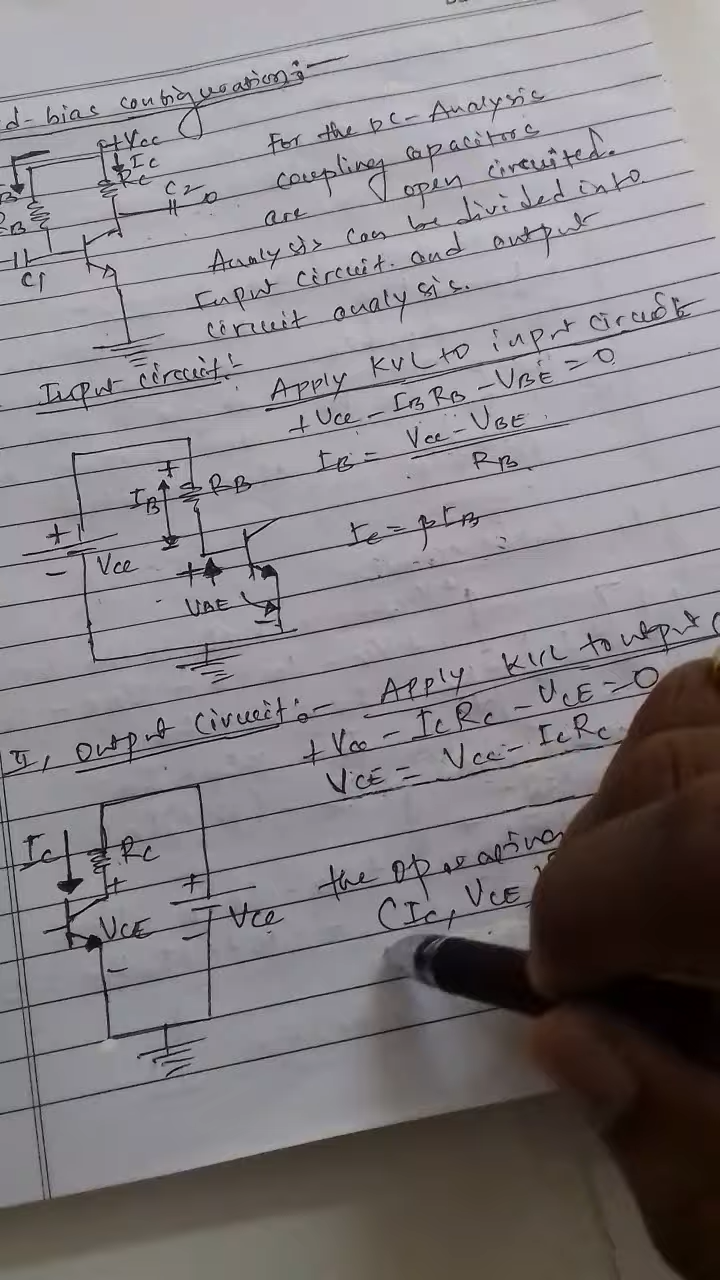 d-bias configuration:-
+Vcc
IC
RC
C2
B
C1
For the DC-Analysis
coupling capacitors
are open circuited.
Analysis can be divided into
Input circuit. and output
circuit analysis.
Input circuit:-
Apply KVL to input circuit
+Vcc - IBRB - VBE = 0
IB = Vcc - VBE / RB
Ic = βIB
+
IB
RB
+
-
Vcc
+
VBE
-
II, Output Circuit:-
Apply KVL to output C
+Vcc - ICRC - VCE = 0
VCE = Vcc - ICRC
IC
RC
+
VCE
-
+
-
Vcc
the operating
(IC, VCE